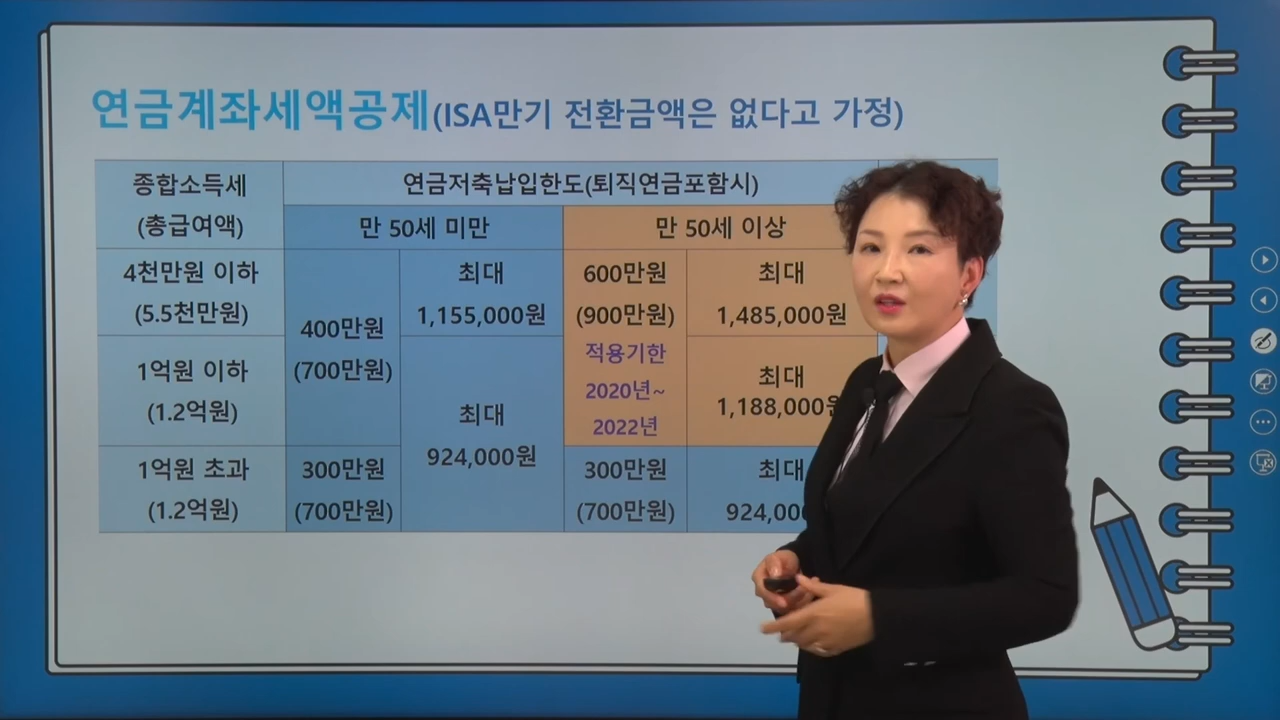 연금계좌세액공제(ISA만기 전환금액은 없다고 가정)
종합소득세
(총급여액)
연금저축납입한도(퇴직연금포함시)
만 50세 미만
만 50세 이상
4천만원 이하
(5.5천만원)
400만원
(700만원)
최대
1,155,000원
600만원
(900만원)
적용기한
2020년~
2022년
최대
1,485,000원
1억원 이하
(1.2억원)
최대
924,000원
최대
1,188,000원
1억원 초과
(1.2억원)
300만원
(700만원)
300만원
(700만원)
최대